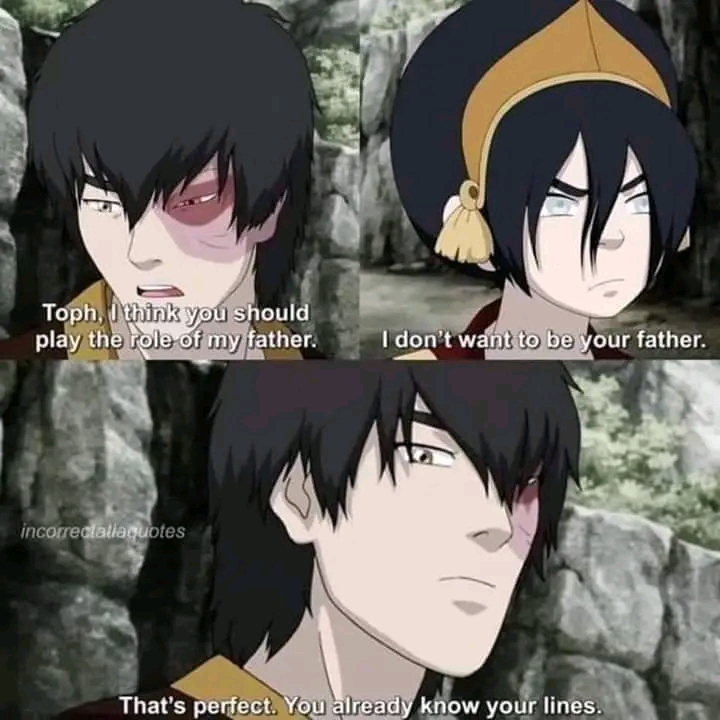 Toph, I think you should
play the role of my father.
I don't want to be your father.
incorrectatlaquotes
That's perfect. You already know your lines.